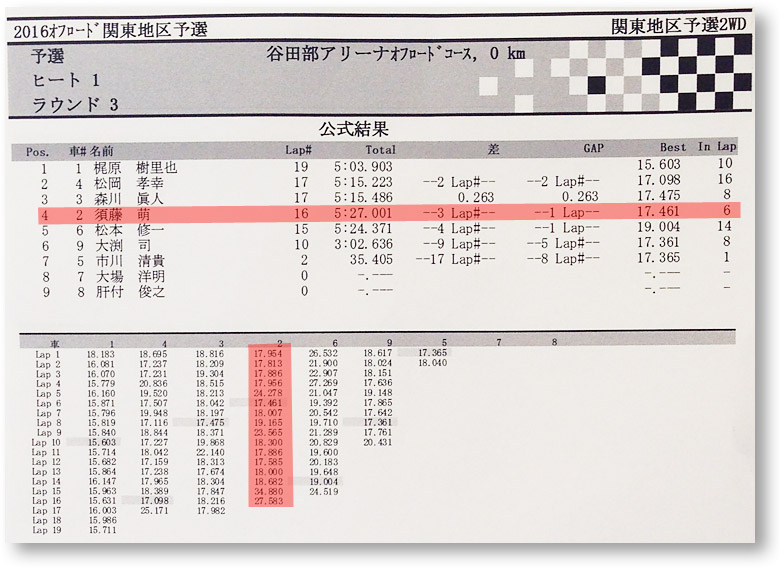 2016ｵﾌﾛｰﾄﾞ関東地区予選 関東地区予選2WD
予選 谷田部アリーナｵﾌﾛｰﾄﾞｺｰｽ, 0 km
ヒート 1
ラウンド 3
公式結果
Pos. 車# 名前 Lap# Total 差 GAP Best In Lap
1 1 梶原 樹里也 19 5:03.903 15.603 10
2 4 松岡 孝幸 17 5:15.223 --2 Lap#-- --2 Lap#-- 17.098 16
3 3 森川 眞人 17 5:15.486 0.263 0.263 17.475 8
4 2 須藤 萌 16 5:27.001 --3 Lap#-- --1 Lap-- 17.461 6
5 6 松本 修一 15 5:24.371 --4 Lap#-- --1 Lap-- 19.004 14
6 9 大渕 司 10 3:02.636 --9 Lap#-- --5 Lap#-- 17.361 8
7 5 市川 清貴 2 35.405 --17 Lap#-- --8 Lap#-- 17.365 1
8 7 大場 洋明 0 -.--- -.---
9 8 肝付 俊之 0 -.--- -.---
車 1 4 3 2 6 9 5 7 8
Lap 1 18.183 18.695 18.816 17.954 26.532 18.617 17.365
Lap 2 16.081 17.237 18.209 17.813 21.900 18.024 18.040
Lap 3 16.070 17.231 19.304 17.886 22.907 18.151
Lap 4 15.779 20.836 18.515 17.956 27.269 17.636
Lap 5 16.160 19.520 18.213 24.278 21.047 19.148
Lap 6 15.871 17.507 18.042 17.461 19.392 17.865
Lap 7 15.796 19.948 18.197 18.007 20.542 17.642
Lap 8 15.819 17.116 17.475 19.165 19.710 17.361
Lap 9 15.840 18.844 18.371 23.565 21.289 17.761
Lap 10 15.603 17.227 19.868 18.300 20.829 20.431
Lap 11 15.714 18.042 22.140 17.886 19.600
Lap 12 15.682 17.159 18.313 17.585 20.183
Lap 13 15.864 17.238 17.674 18.000 19.648
Lap 14 16.147 17.965 18.304 18.682 19.004
Lap 15 15.963 18.389 17.847 34.880 24.519
Lap 16 15.631 17.098 18.216 27.583
Lap 17 16.003 25.171 17.982
Lap 18 15.986
Lap 19 15.711